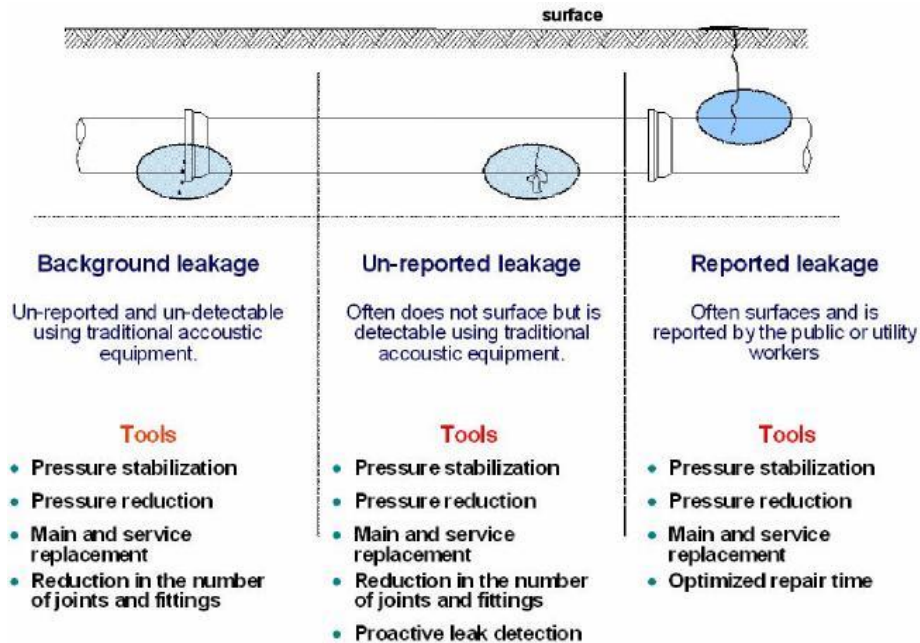 surface
Background leakage
Un-reported and un-detectable
using traditional accoustic
equipment.
Tools
• Pressure stabilization
• Pressure reduction
• Main and service
replacement
• Reduction in the number
of joints and fittings
Un-reported leakage
Often does not surface but is
detectable using traditional
accoustic equipment.
Tools
• Pressure stabilization
• Pressure reduction
• Main and service
replacement
• Reduction in the number
of joints and fittings
• Proactive leak detection
Reported leakage
Often surfaces and is
reported by the public or utility
workers
Tools
• Pressure stabilization
• Pressure reduction
• Main and service
replacement
• Optimized repair time